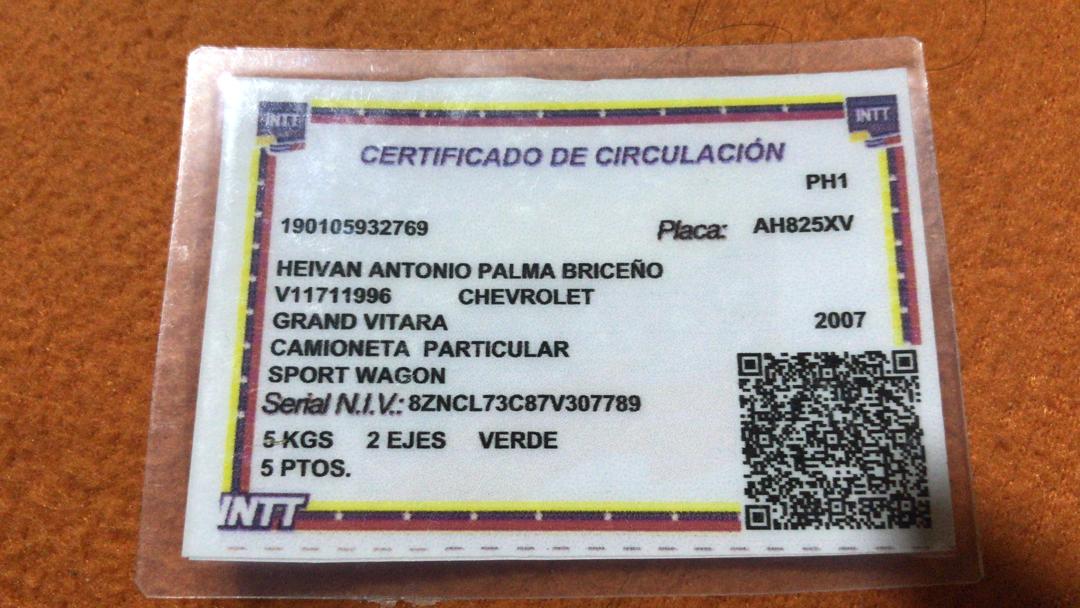 INTT
INTT
CERTIFICADO DE CIRCULACIÓN
PH1
190105932769 Placa: AH825XV
HEIVAN ANTONIO PALMA BRICEÑO
V11711996 CHEVROLET
GRAND VITARA 2007
CAMIONETA PARTICULAR
SPORT WAGON
Serial N.I.V.: 8ZNCL73C87V307789
5 KGS 2 EJES VERDE
5 PTOS.
INTT